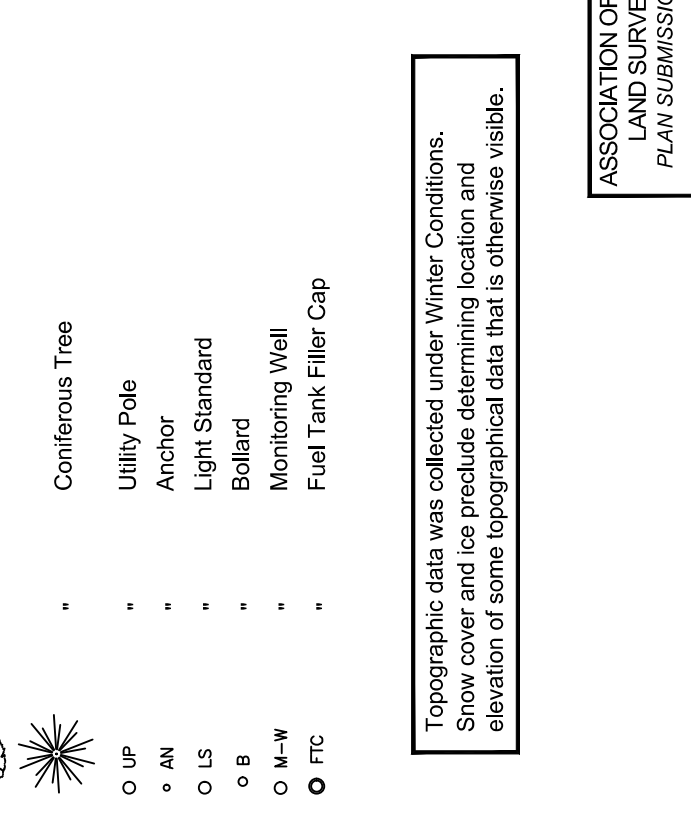 " Coniferous Tree
UP " Utility Pole
AN " Anchor
LS " Light Standard
B " Bollard
M-W " Monitoring Well
FTC " Fuel Tank Filler Cap
Topographic data was collected under Winter Conditions.
Snow cover and ice preclude determining location and
elevation of some topographical data that is otherwise visible.
ASSOCIATION OF
LAND SURVE
PLAN SUBMISSIO